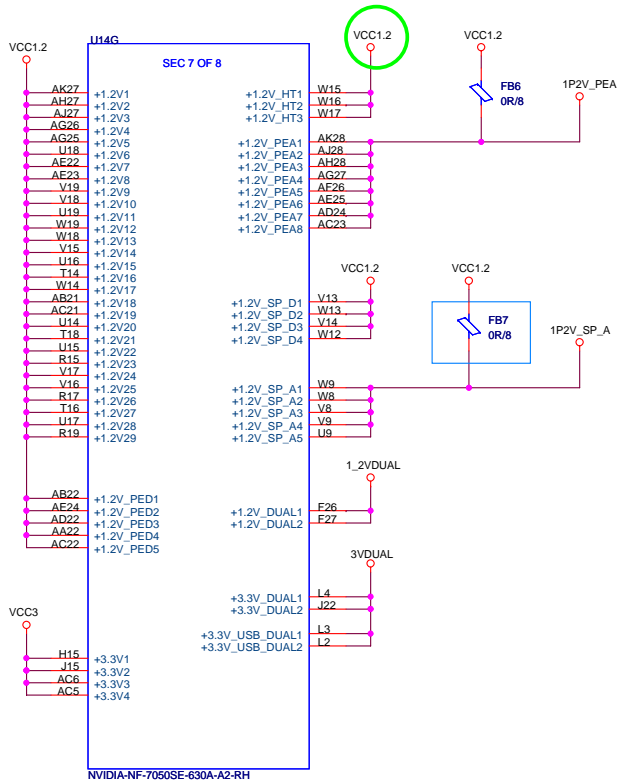 U14G
SEC 7 OF 8
VCC1.2
VCC1.2
VCC1.2
FB6
0R/8
1P2V_PEA
AK27 +1.2V1
AH27 +1.2V2
AJ27 +1.2V3
AG26 +1.2V4
AG25 +1.2V5
U18 +1.2V6
AE22 +1.2V7
AE23 +1.2V8
V19 +1.2V9
V18 +1.2V10
U19 +1.2V11
W19 +1.2V12
W18 +1.2V13
V15 +1.2V14
U16 +1.2V15
T14 +1.2V16
W14 +1.2V17
AB21 +1.2V18
AC21 +1.2V19
U14 +1.2V20
T18 +1.2V21
U15 +1.2V22
R15 +1.2V23
V17 +1.2V24
V16 +1.2V25
R17 +1.2V26
T16 +1.2V27
U17 +1.2V28
R19 +1.2V29
AB22 +1.2V_PED1
AE24 +1.2V_PED2
AD22 +1.2V_PED3
AA22 +1.2V_PED4
AC22 +1.2V_PED5
VCC3
H15 +3.3V1
J15 +3.3V2
AC6 +3.3V3
AC5 +3.3V4
+1.2V_HT1 W15
+1.2V_HT2 W16
+1.2V_HT3 W17
+1.2V_PEA1 AK28
+1.2V_PEA2 AJ28
+1.2V_PEA3 AH28
+1.2V_PEA4 AG27
+1.2V_PEA5 AF26
+1.2V_PEA6 AE25
+1.2V_PEA7 AD24
+1.2V_PEA8 AC23
VCC1.2
VCC1.2
+1.2V_SP_D1 V13
+1.2V_SP_D2 W13
+1.2V_SP_D3 V14
+1.2V_SP_D4 W12
FB7
0R/8
1P2V_SP_A
+1.2V_SP_A1 W9
+1.2V_SP_A2 W8
+1.2V_SP_A3 V8
+1.2V_SP_A4 V9
+1.2V_SP_A5 U9
1_2VDUAL
+1.2V_DUAL1 F26
+1.2V_DUAL2 F27
3VDUAL
+3.3V_DUAL1 L4
+3.3V_DUAL2 J22
+3.3V_USB_DUAL1 L3
+3.3V_USB_DUAL2 L2
NVIDIA-NF-7050SE-630A-A2-RH